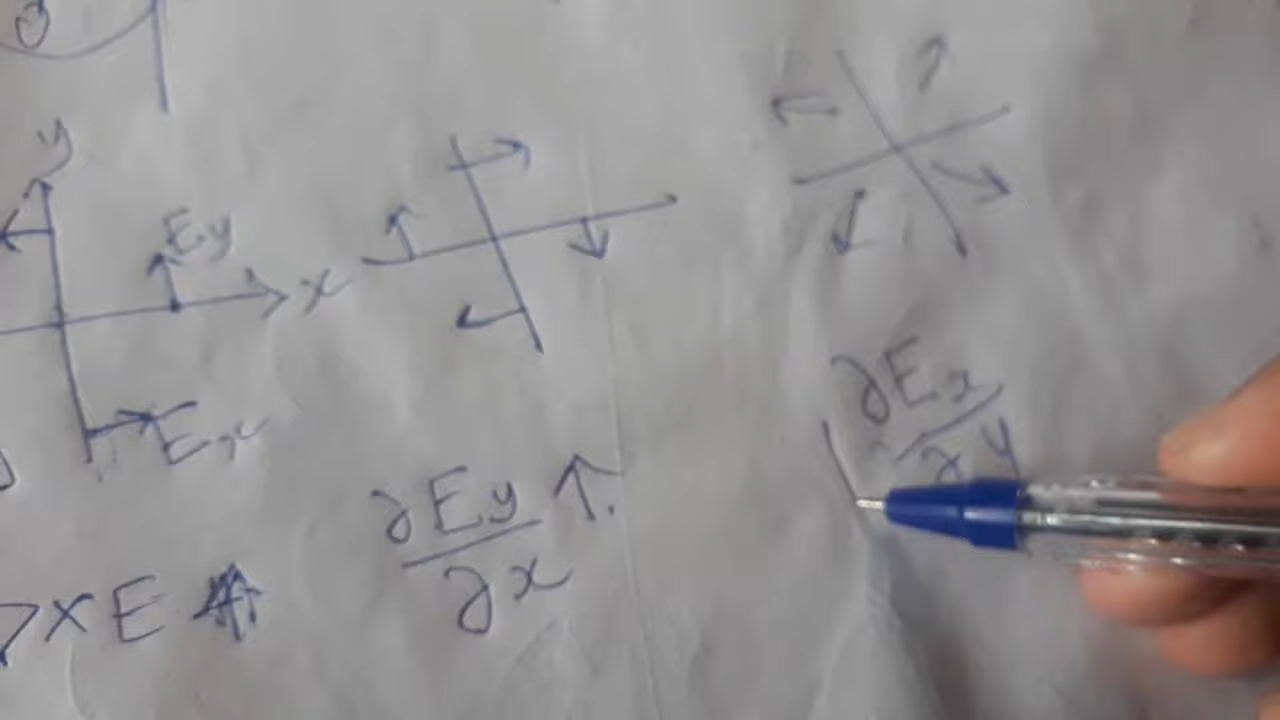 y
Ey
x
Ex
∂Ey/∂x ↑
∂Ex/∂y
∇×E